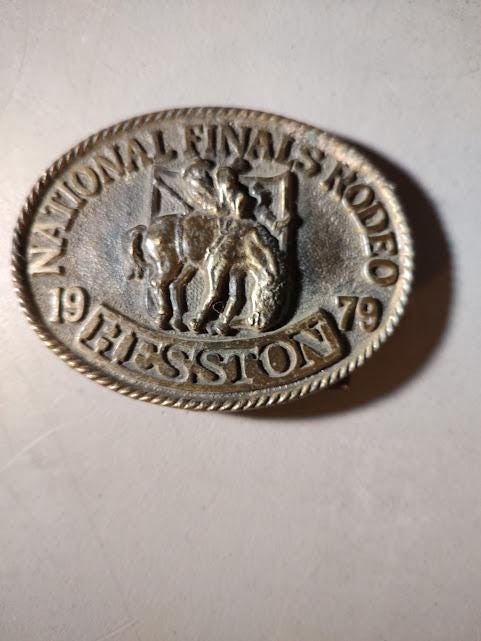 NATIONAL FINALS RODEO
19 79
HESSTON